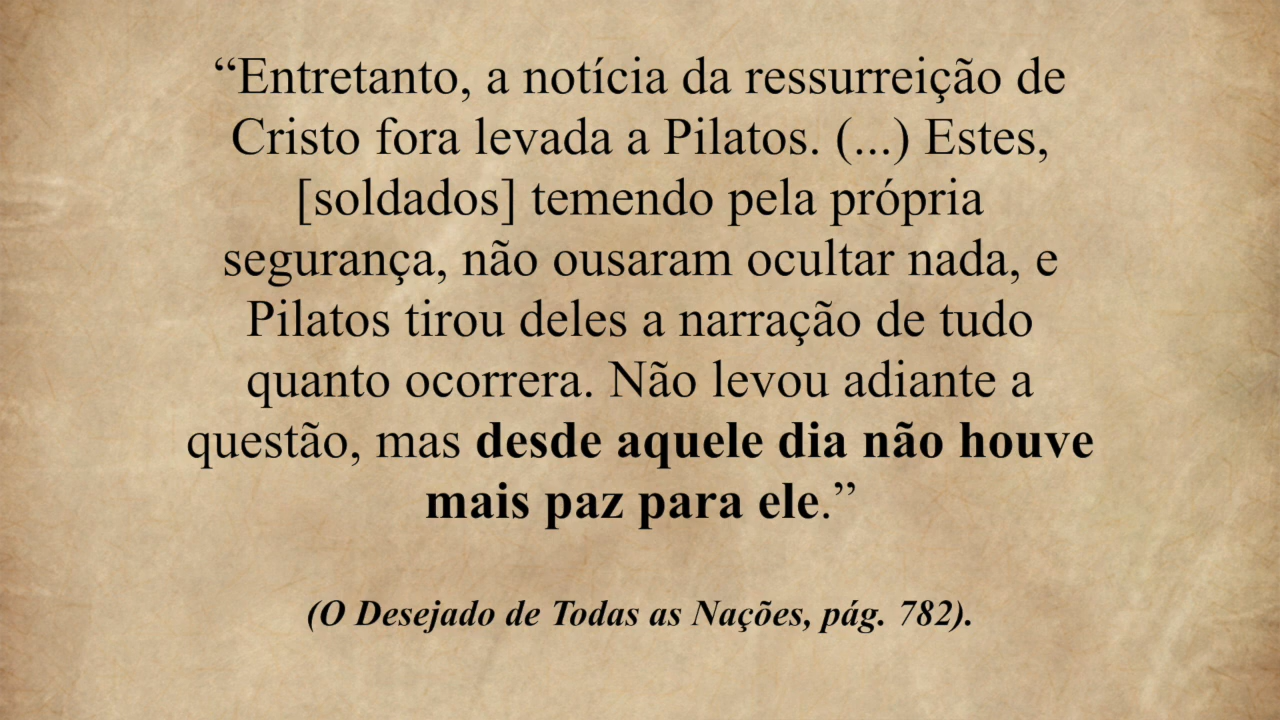 “Entretanto, a notícia da ressurreição de
Cristo fora levada a Pilatos. (...) Estes,
[soldados] temendo pela própria
segurança, não ousaram ocultar nada, e
Pilatos tirou deles a narração de tudo
quanto ocorrera. Não levou adiante a
questão, mas desde aquele dia não houve
mais paz para ele.”
(O Desejado de Todas as Nações, pág. 782).